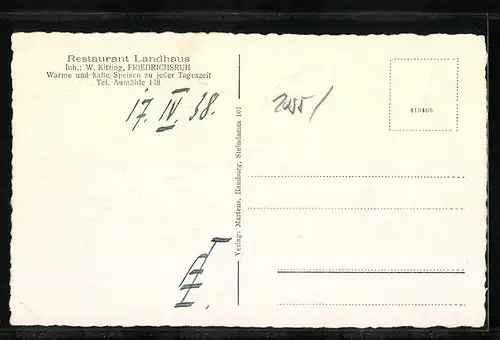 Restaurant Landhaus
Inh.: W. Kitzing, FRIEDRICHSRUH
Warme und kalte Speisen zu jeder Tageszeit
Tel. Aumühle 148
17. IV. 38.
Verlag: Martens, Hamburg, Steindamm 101
410405